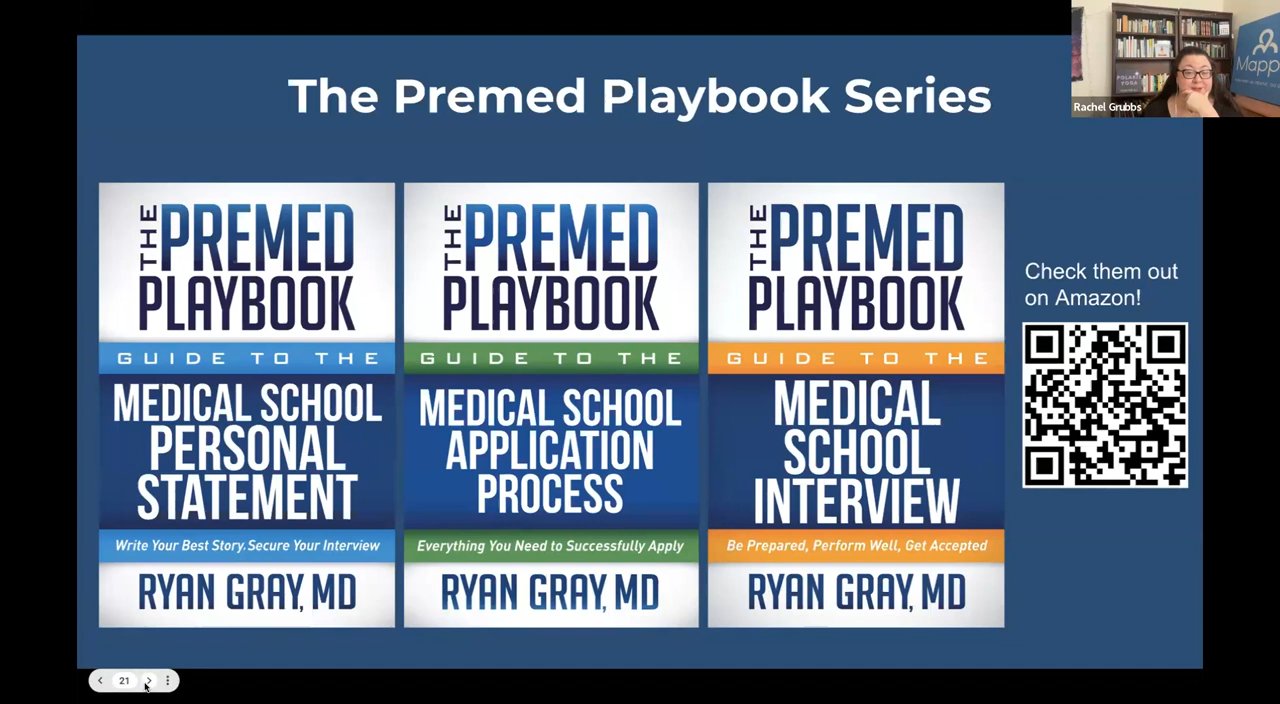 The Premed Playbook Series
THE PREMED
PLAYBOOK
GUIDE TO THE
MEDICAL SCHOOL
PERSONAL
STATEMENT
Write Your Best Story. Secure Your Interview
RYAN GRAY, MD
THE PREMED
PLAYBOOK
GUIDE TO THE
MEDICAL SCHOOL
APPLICATION
PROCESS
Everything You Need to Successfully Apply
RYAN GRAY, MD
THE PREMED
PLAYBOOK
GUIDE TO THE
MEDICAL
SCHOOL
INTERVIEW
Be Prepared, Perform Well, Get Accepted
RYAN GRAY, MD
Check them out
on Amazon!
Mapp
POLARIS
YOGA
Rachel Grubbs
21